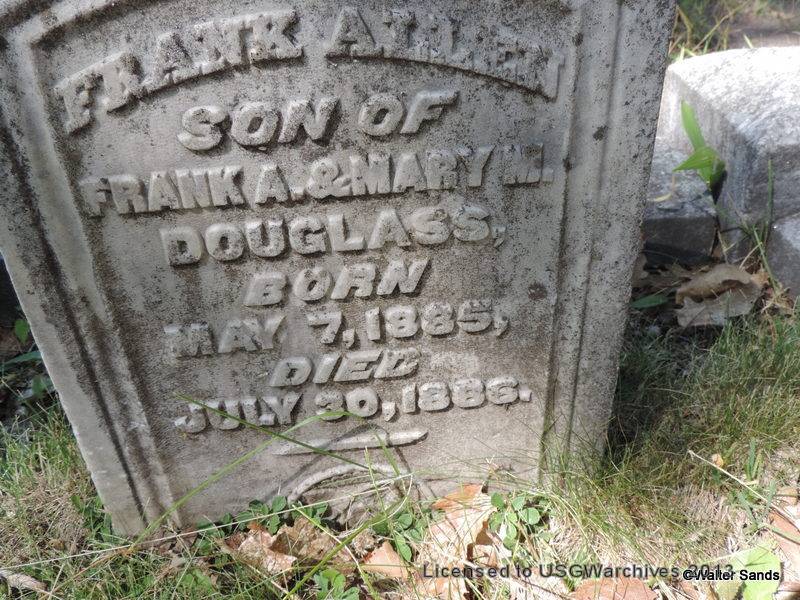 FRANK ALLEN
SON OF
FRANK A. & MARY M.
DOUGLASS,
BORN
MAY 7, 1885,
DIED
JULY 30, 1886.
Licensed to USGWarchives 2013
©Walter Sands